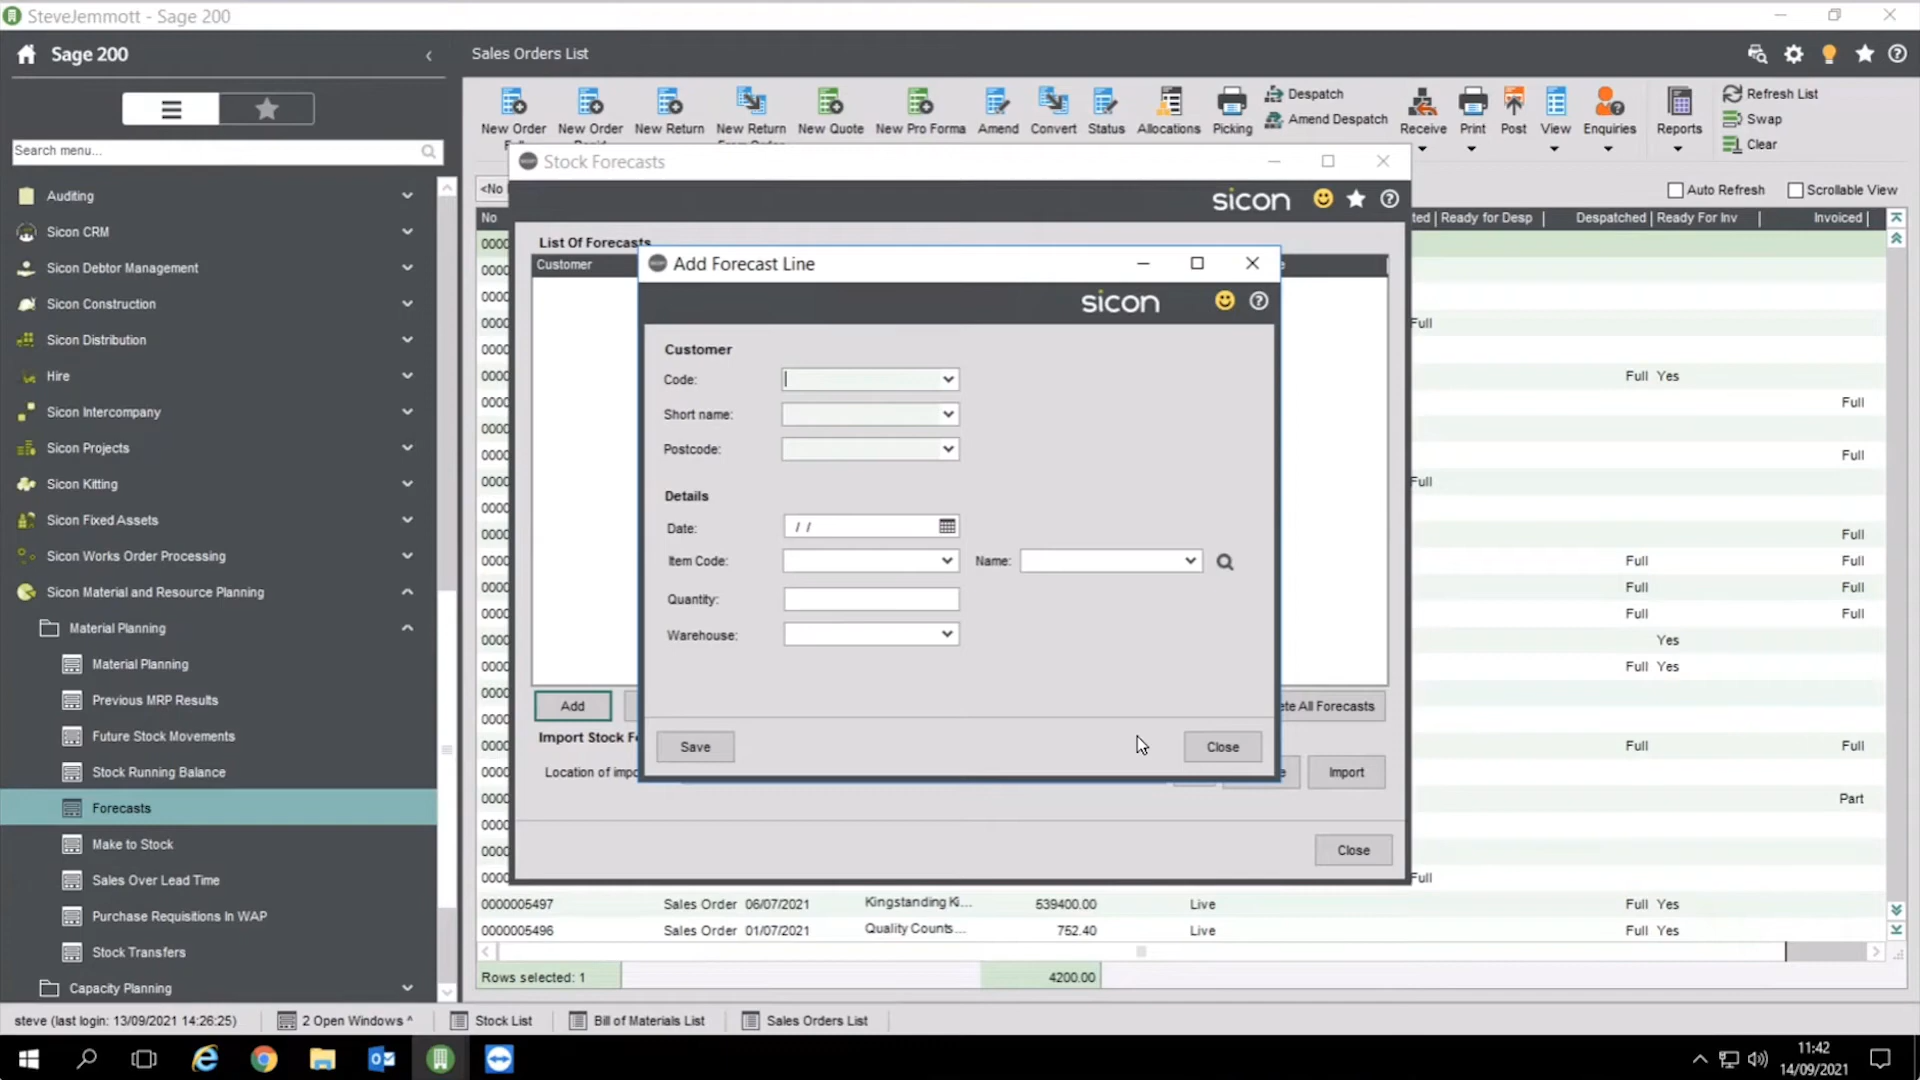 SteveJemmott - Sage 200
Sage 200
Sales Orders List
Search menu...
Auditing
Sicon CRM
Sicon Debtor Management
Sicon Construction
Sicon Distribution
Hire
Sicon Intercompany
Sicon Projects
Sicon Kitting
Sicon Fixed Assets
Sicon Works Order Processing
Sicon Material and Resource Planning
Material Planning
Material Planning
Previous MRP Results
Future Stock Movements
Stock Running Balance
Forecasts
Make to Stock
Sales Over Lead Time
Purchase Requisitions In WAP
Stock Transfers
Capacity Planning
New Order
New Order
New Return
New Return
New Quote
New Pro Forma
Amend
Convert
Status
Allocations
Picking
Despatch
Amend Despatch
Receive
Print
Post
View
Enquiries
Reports
Refresh List
Swap
Clear
<No
Auto Refresh
Scrollable View
No
ted | Ready for Desp | Despatched | Ready For Inv | Invoiced |
Full
Full Yes
Full
Full
Full
Full
Full Full
Full
Full Full
Yes
Full Yes
Full Full
Part
Full
Stock Forecasts
sicon
List Of Forecasts
Customer
Add
ete All Forecasts
Import Stock F
Location of impo
Import
Close
Add Forecast Line
sicon
Customer
Code:
Short name:
Postcode:
Details
Date: / /
Item Code:
Name:
Quantity:
Warehouse:
Save
Close
0000005497 Sales Order 06/07/2021 Kingstanding Ki... 539400.00 Live Full Yes
0000005496 Sales Order 01/07/2021 Quality Counts... 752.40 Live Full Yes
Rows selected: 1 4200.00
steve (last login: 13/09/2021 14:26:25)
2 Open Windows ^
Stock List
Bill of Materials List
Sales Orders List
11:42
14/09/2021